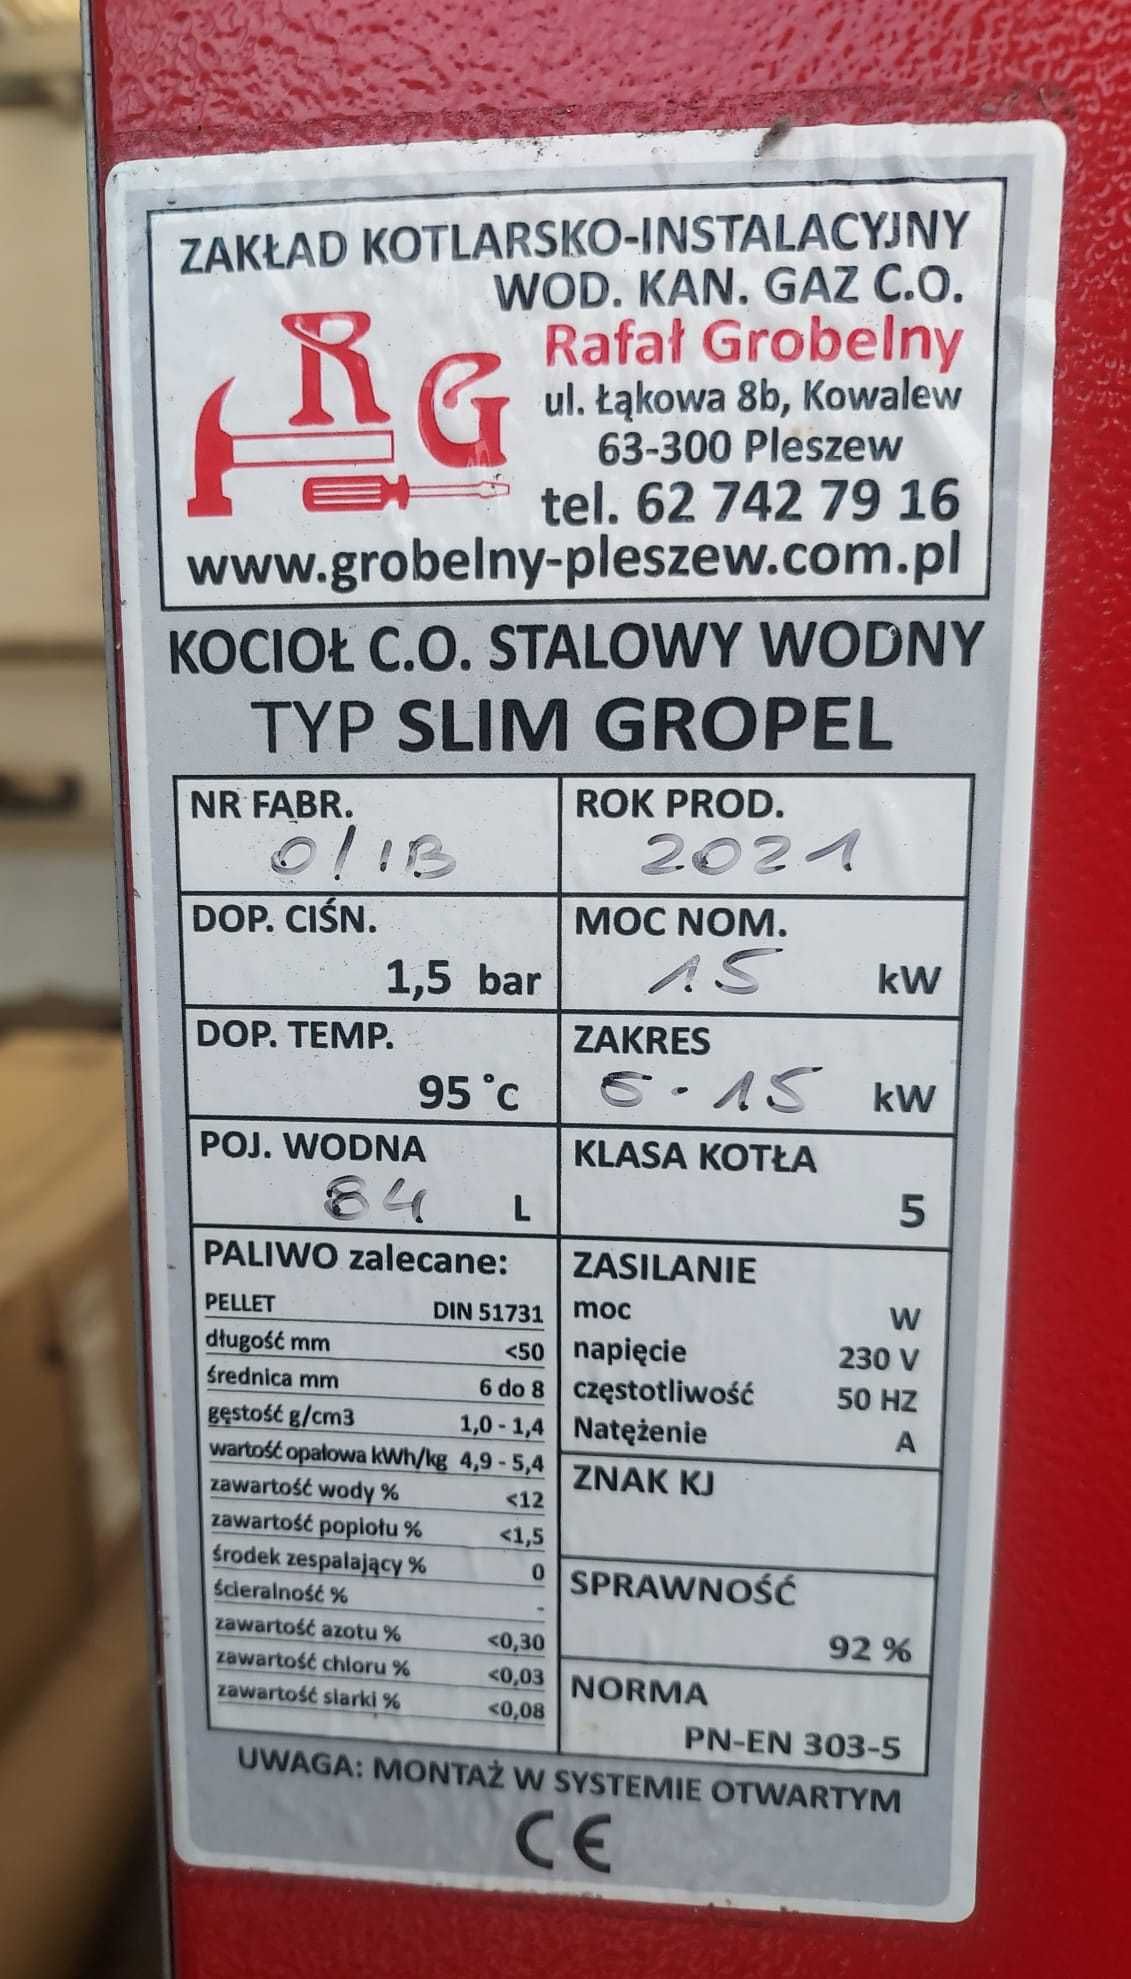 ZAKŁAD KOTLARSKO-INSTALACYJNY
WOD. KAN. GAZ C.O.
RG
Rafał Grobelny
ul. Łąkowa 8b, Kowalew
63-300 Pleszew
tel. 62 742 79 16
www.grobelny-pleszew.com.pl
KOCIOŁ C.O. STALOWY WODNY
TYP SLIM GROPEL
NR FABR.
0/1B
ROK PROD.
2021
DOP. CIŚN.
1,5 bar
MOC NOM.
15 kW
DOP. TEMP.
95 °c
ZAKRES
5-15 kW
POJ. WODNA
84 L
KLASA KOTŁA
5
PALIWO zalecane:
PELLET DIN 51731
długość mm <50
średnica mm 6 do 8
gęstość g/cm3 1,0 - 1,4
wartość opałowa kWh/kg 4,9 - 5,4
zawartość wody % <12
zawartość popiołu % <1,5
środek zespalający % 0
ścieralność % -
zawartość azotu % <0,30
zawartość chloru % <0,03
zawartość siarki % <0,08
ZASILANIE
moc W
napięcie 230 V
częstotliwość 50 HZ
Natężenie A
ZNAK KJ
SPRAWNOŚĆ
92 %
NORMA
PN-EN 303-5
UWAGA: MONTAŻ W SYSTEMIE OTWARTYM
CE